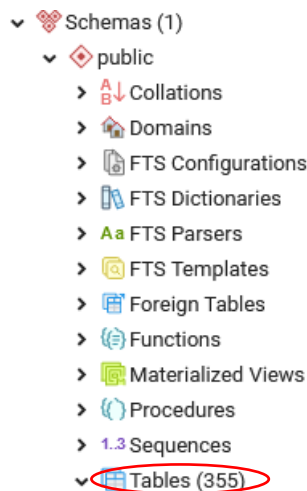 Schemas (1)
public
Collations
Domains
FTS Configurations
FTS Dictionaries
Aa FTS Parsers
FTS Templates
Foreign Tables
Functions
Materialized Views
Procedures
1..3 Sequences
Tables (355)